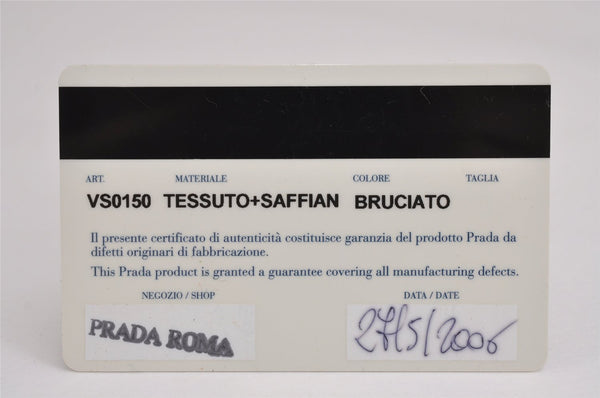 ART. MATERIALE COLORE TAGLIA
VS0150 TESSUTO+SAFFIAN BRUCIATO
Il presente certificato di autenticità costituisce garanzia del prodotto Prada da
difetti originari di fabbricazione.
This Prada product is granted a guarantee covering all manufacturing defects.
NEGOZIO / SHOP DATA / DATE
PRADA ROMA 27/5/2006